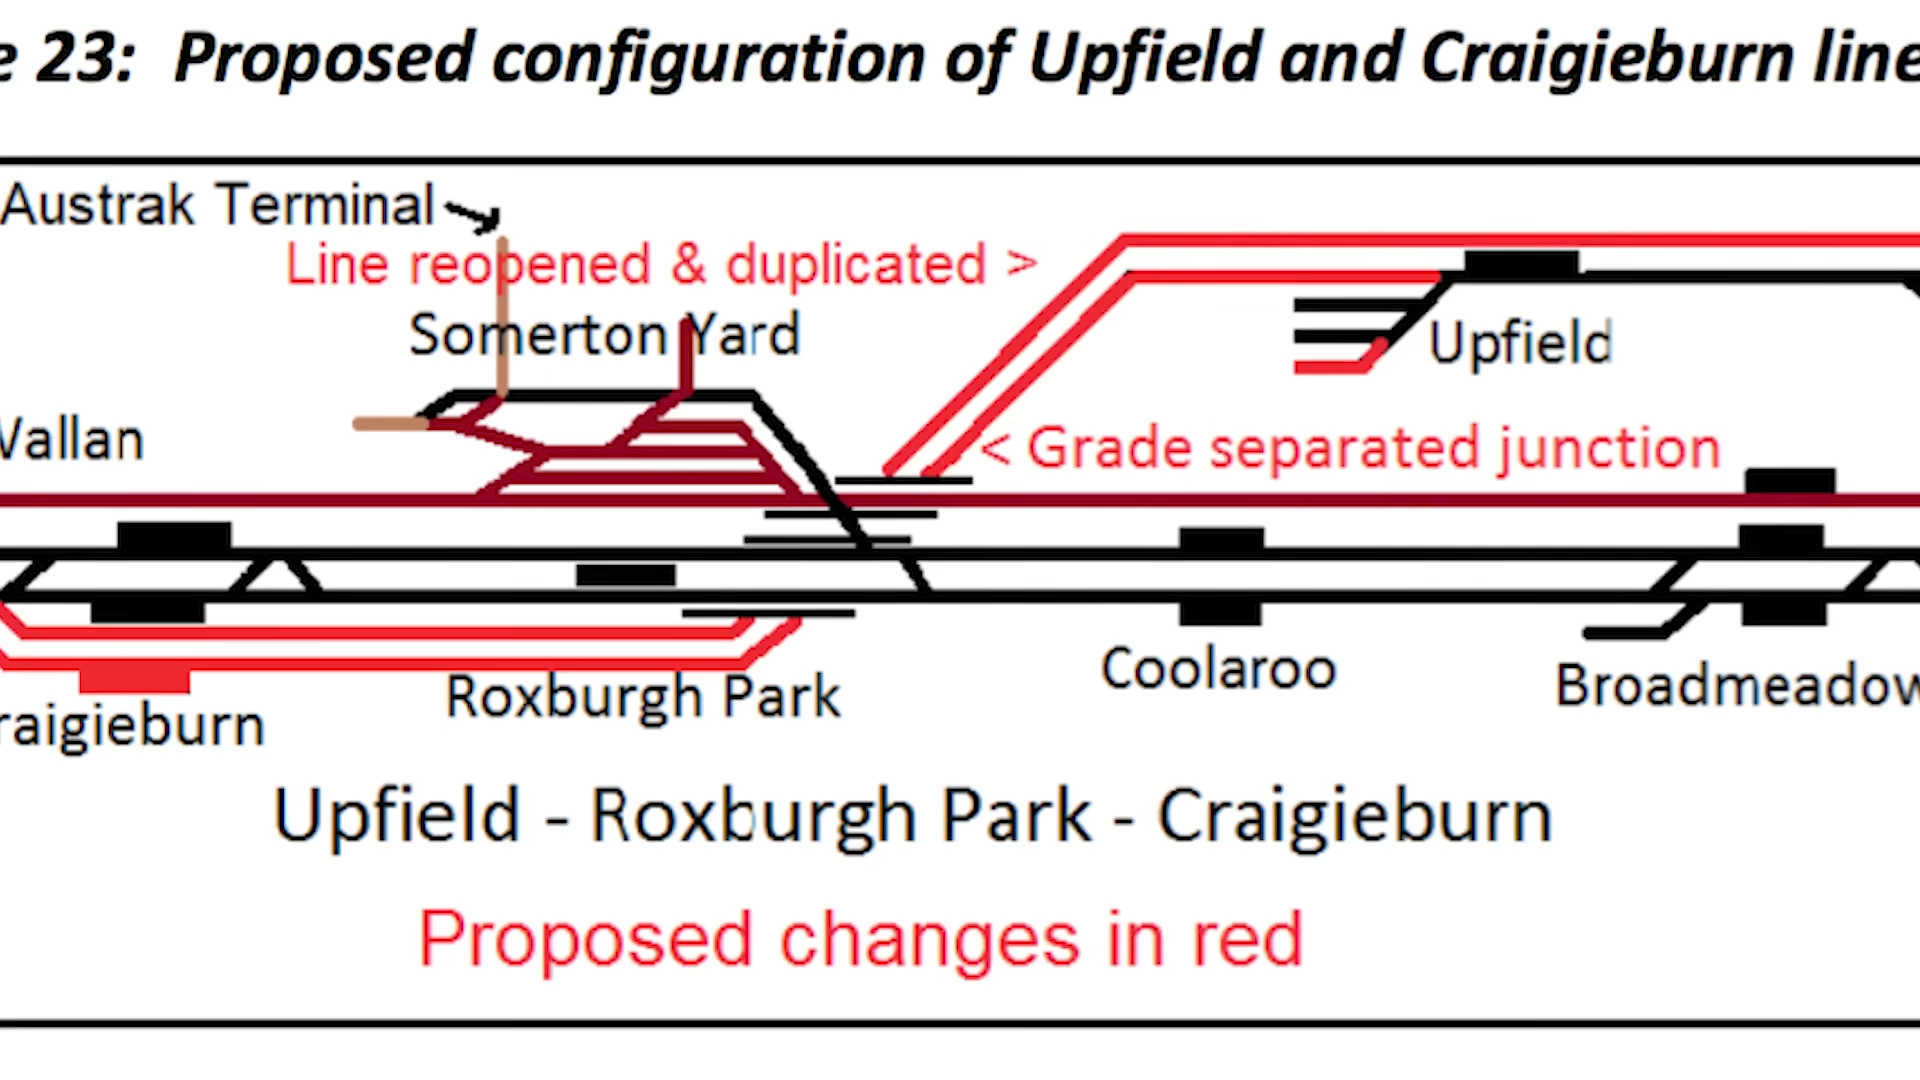 e 23: Proposed configuration of Upfield and Craigieburn line
Austrak Terminal
Line reopened & duplicated >
Somerton Yard
Upfield
Vallan
< Grade separated junction
Coolaroo
Broadmeadow
Roxburgh Park
raigieburn
Upfield - Roxburgh Park - Craigieburn
Proposed changes in red